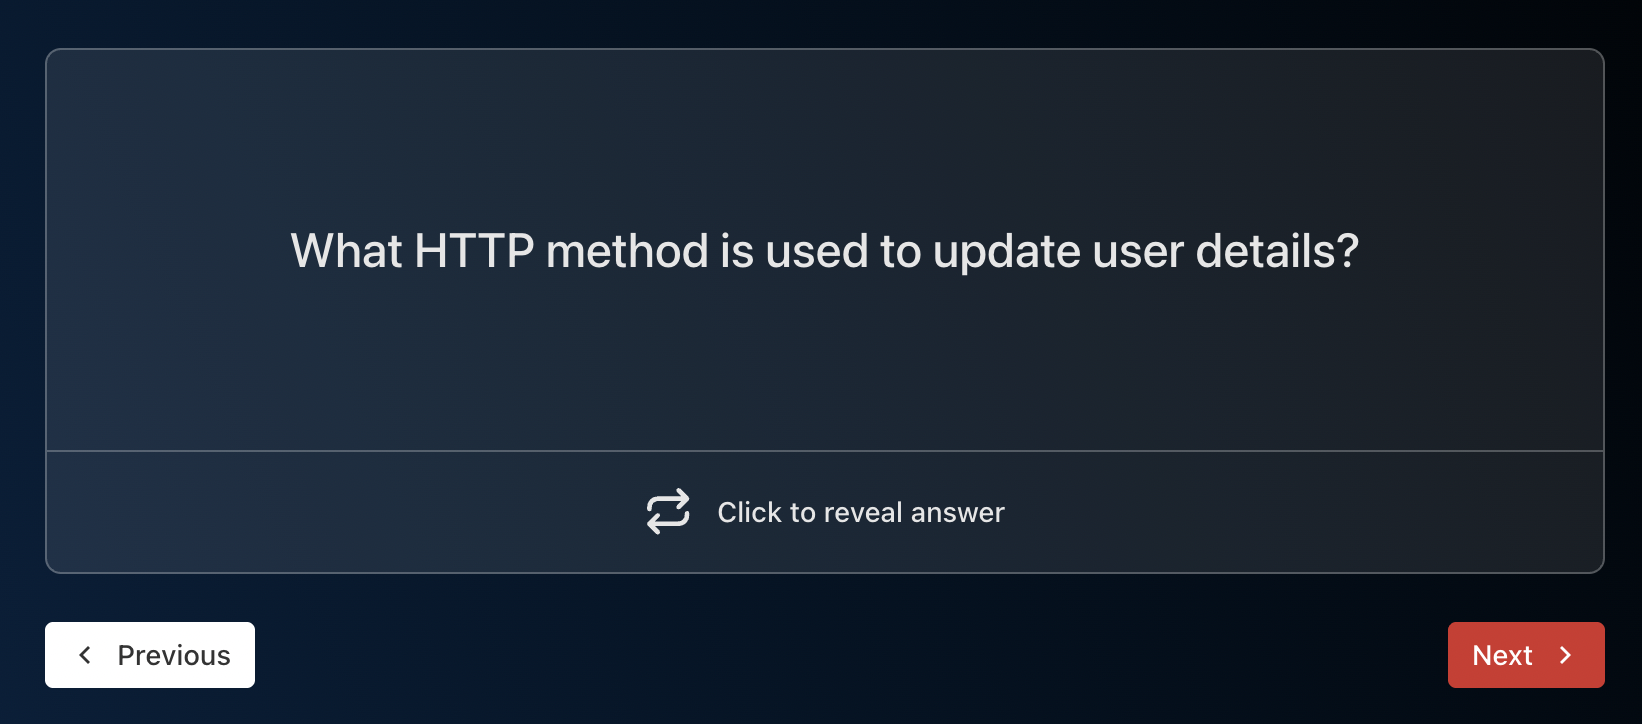 What HTTP method is used to update user details?
Click to reveal answer
Previous
Next